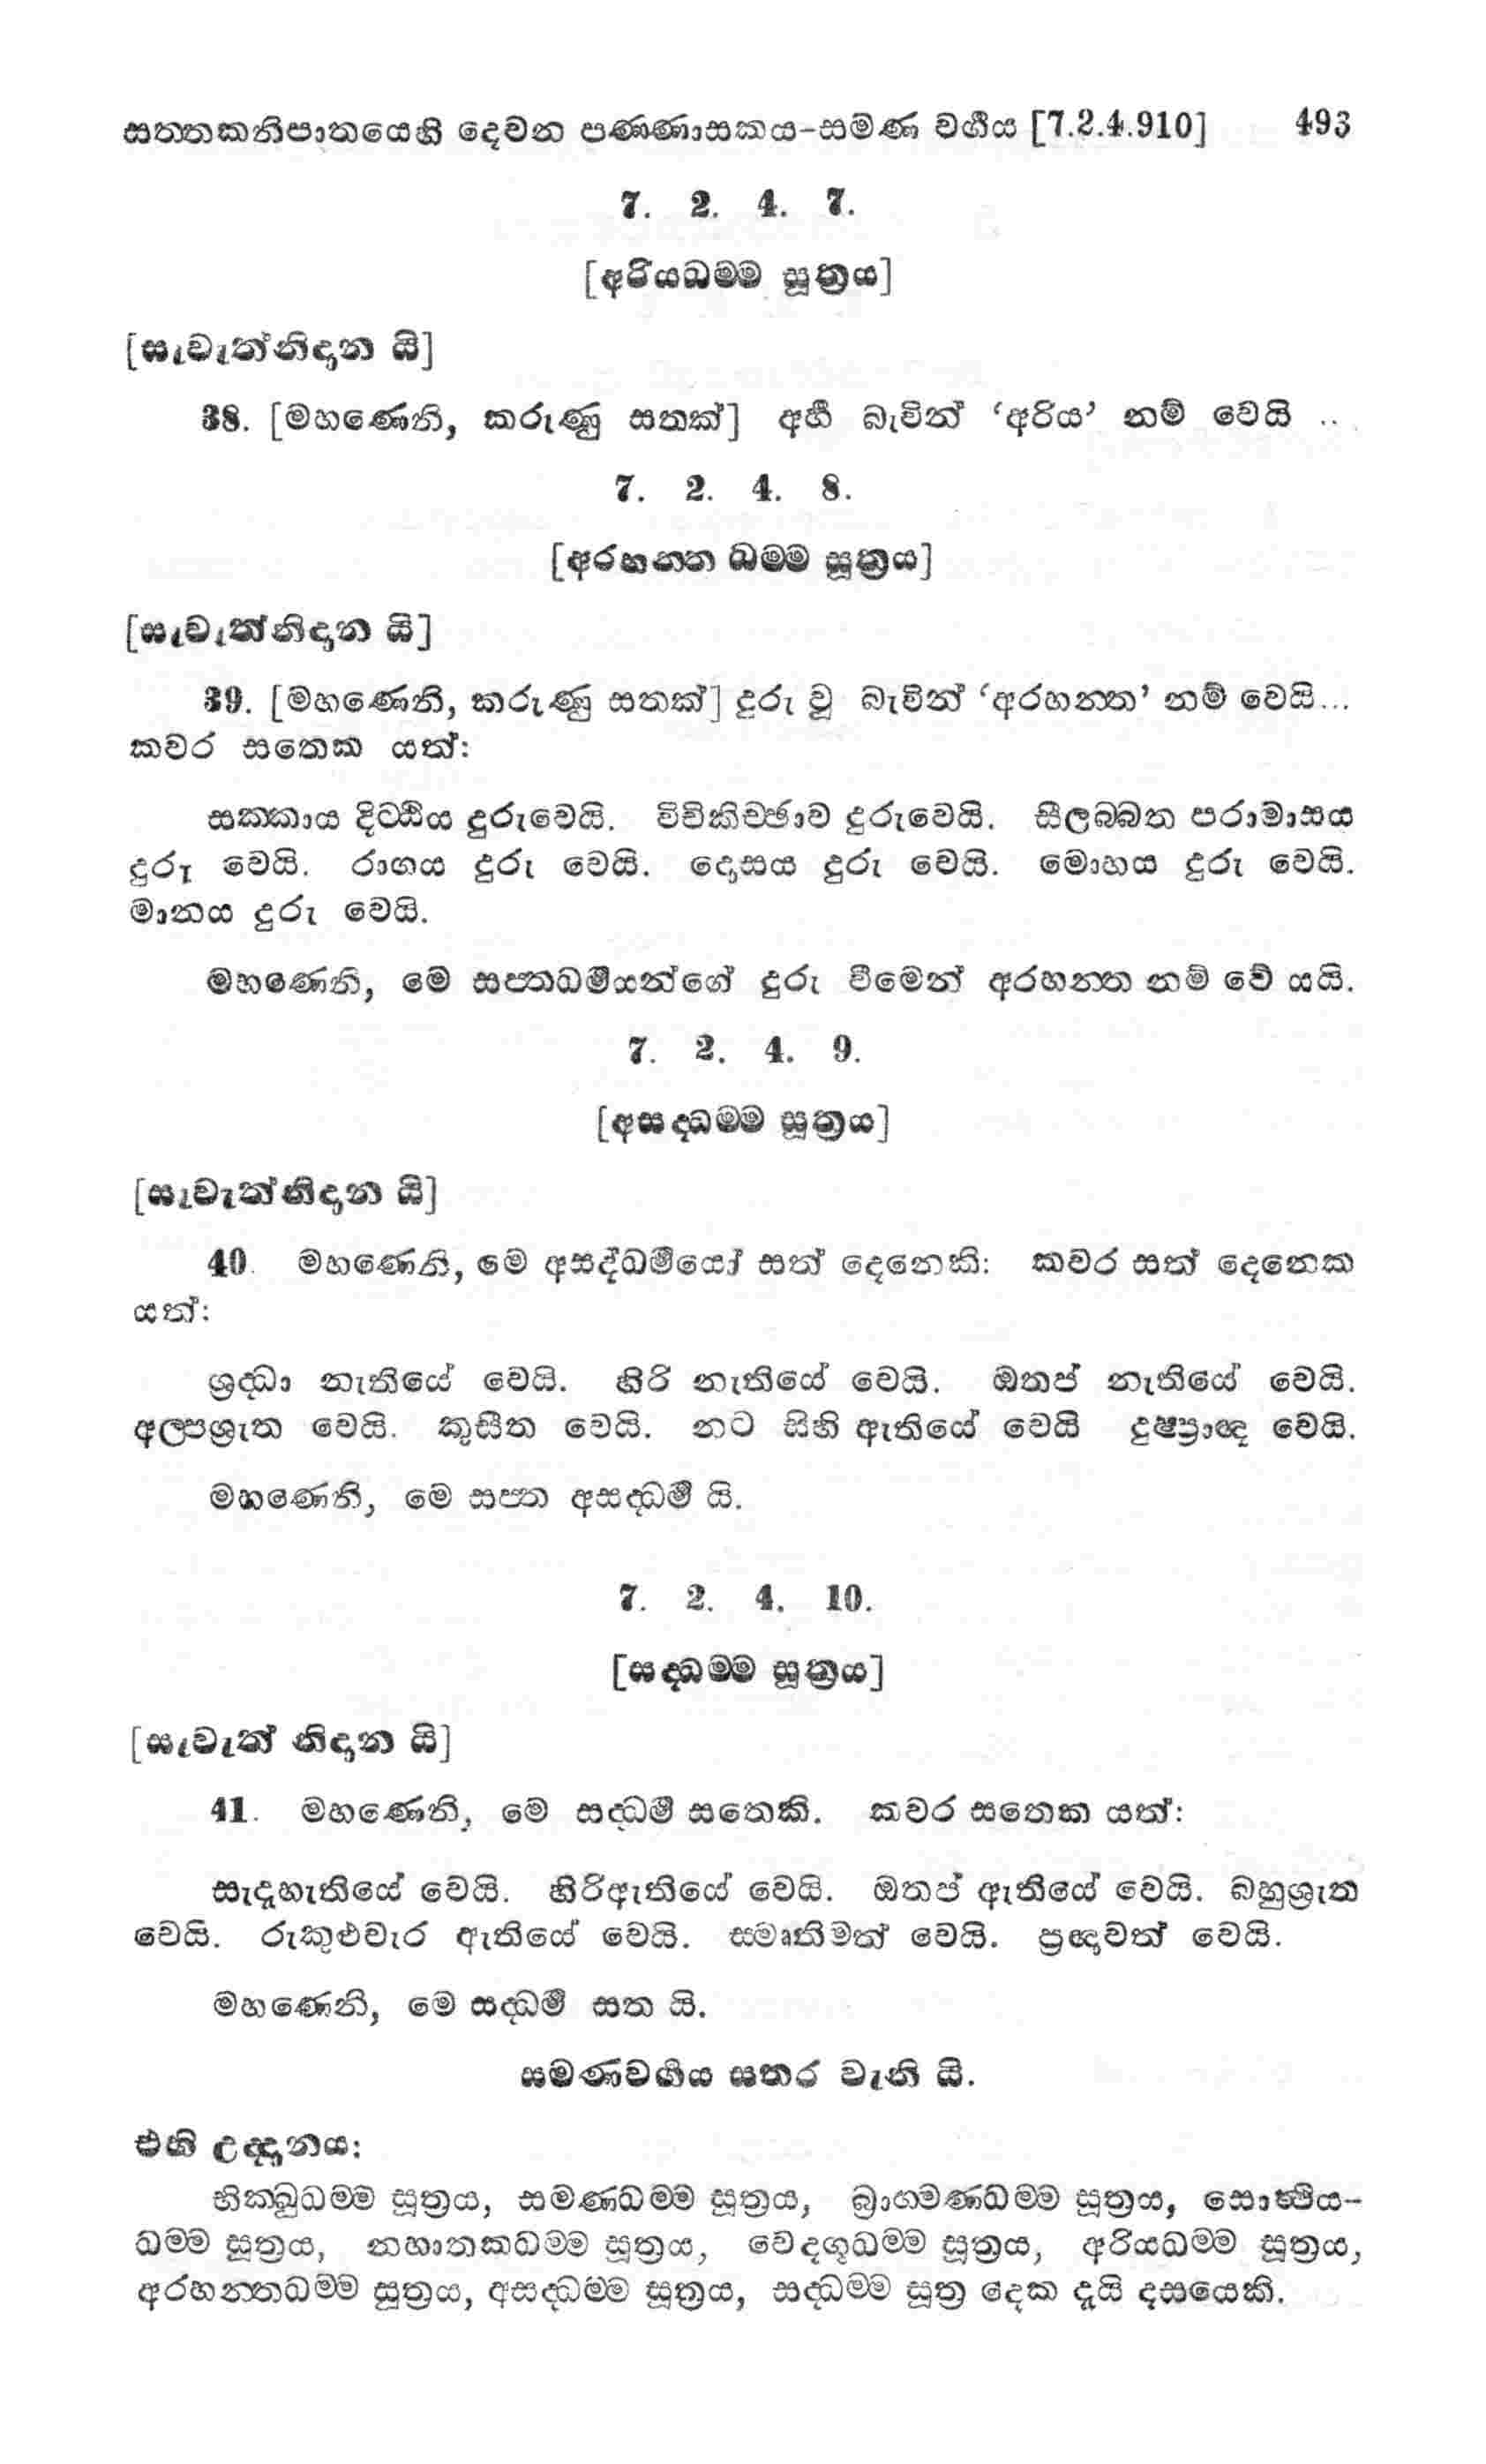 සත්තකනිපාතයෙහි දෙවන පණ්ණාසකය-සමණ වර්‍ගය [7.2.4.910] 493
7. 2. 4. 7.
[අරියධම්ම සූත්‍රය]
[සැවැත්නිදාන යි]
38. [මහණෙනි, කරුණු සතක්] අර්‍හ බැවින් ‘අරිය’ නම් වෙයි ..
7. 2. 4. 8.
[අරහන්ත ධම්ම සූත්‍රය]
[සැවැත්නිදාන යි]
39. [මහණෙනි, කරුණු සතක්] දුරු වූ බැවින් ‘අරහන්ත’ නම් වෙයි...
කවර සතෙක යත්:
සක්කාය දිට්ඨිය දුරුවෙයි. විචිකිච්ඡාව දුරුවෙයි. සීලබ්බත පරාමාසය
දුරු වෙයි. රාගය දුරු වෙයි. දොසය දුරු වෙයි. මොහය දුරු වෙයි.
මානය දුරු වෙයි.
මහණෙනි, මෙ සප්තධර්‍මයන්ගේ දුරු වීමෙන් අරහන්ත නම් වේ යයි.
7. 2. 4. 9.
[අසද්ධම්ම සූත්‍රය]
[සැවැත්නිදාන යි]
40. මහණෙනි, මෙ අසද්ධර්‍මයෝ සත් දෙනෙකි: කවර සත් දෙනෙක
යත්:
ශ්‍රද්ධා නැතියේ වෙයි. හිරි නැතියේ වෙයි. ඔතප් නැතියේ වෙයි.
අල්පශ්‍රැත වෙයි. කුසීත වෙයි. නට සිහි ඇතියේ වෙයි දුෂ්ප්‍රාඥ වෙයි.
මහණෙනි, මෙ සප්ත අසද්ධර්‍ම යි.
7. 2. 4. 10.
[සද්ධම්ම සූත්‍රය]
[සැවැත් නිදාන යි]
41. මහණෙනි, මෙ සද්ධර්‍ම සතෙකි. කවර සතෙක යත්:
සැදැහැතියේ වෙයි. හිරිඇතියේ වෙයි. ඔතප් ඇතියේ වෙයි. බහුශ්‍රැත
වෙයි. රුකුළුවැර ඇතියේ වෙයි. ස්මෘතිමත් වෙයි. ප්‍රඥාවත් වෙයි.
මහණෙනි, මෙ සද්ධර්‍ම සත යි.
සමණවර්‍ගය සතර වැනි යි.
එහි උද්දානය:
භික්ඛුධම්ම සූත්‍රය, සමණධම්ම සූත්‍රය, බ්‍රාහ්මණධම්ම සූත්‍රය, සොත්ථිය-
ධම්ම සූත්‍රය, නහාතකධම්ම සූත්‍රය, වෙදගූධම්ම සූත්‍රය, අරියධම්ම සූත්‍රය,
අරහන්තධම්ම සූත්‍රය, අසද්ධම්ම සූත්‍රය, සද්ධම්ම සූත්‍ර දෙක දැයි දසයෙකි.